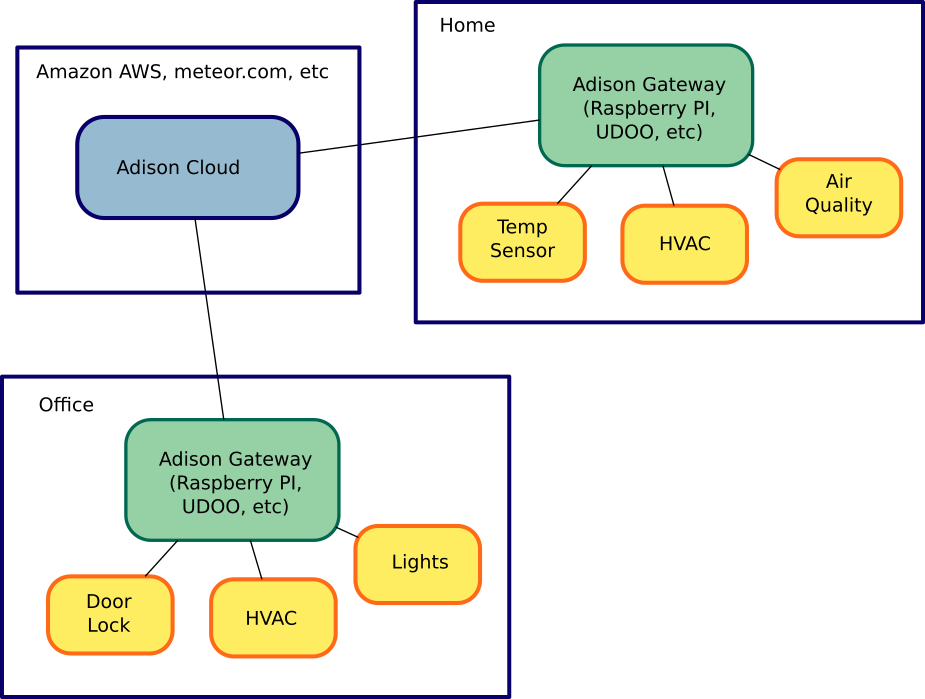 Home
Amazon AWS, meteor.com, etc
Adison Gateway
(Raspberry PI,
UDOO, etc)
Adison Cloud
Air
Quality
Temp
Sensor
HVAC
Office
Adison Gateway
(Raspberry PI,
UDOO, etc)
Lights
Door
Lock
HVAC